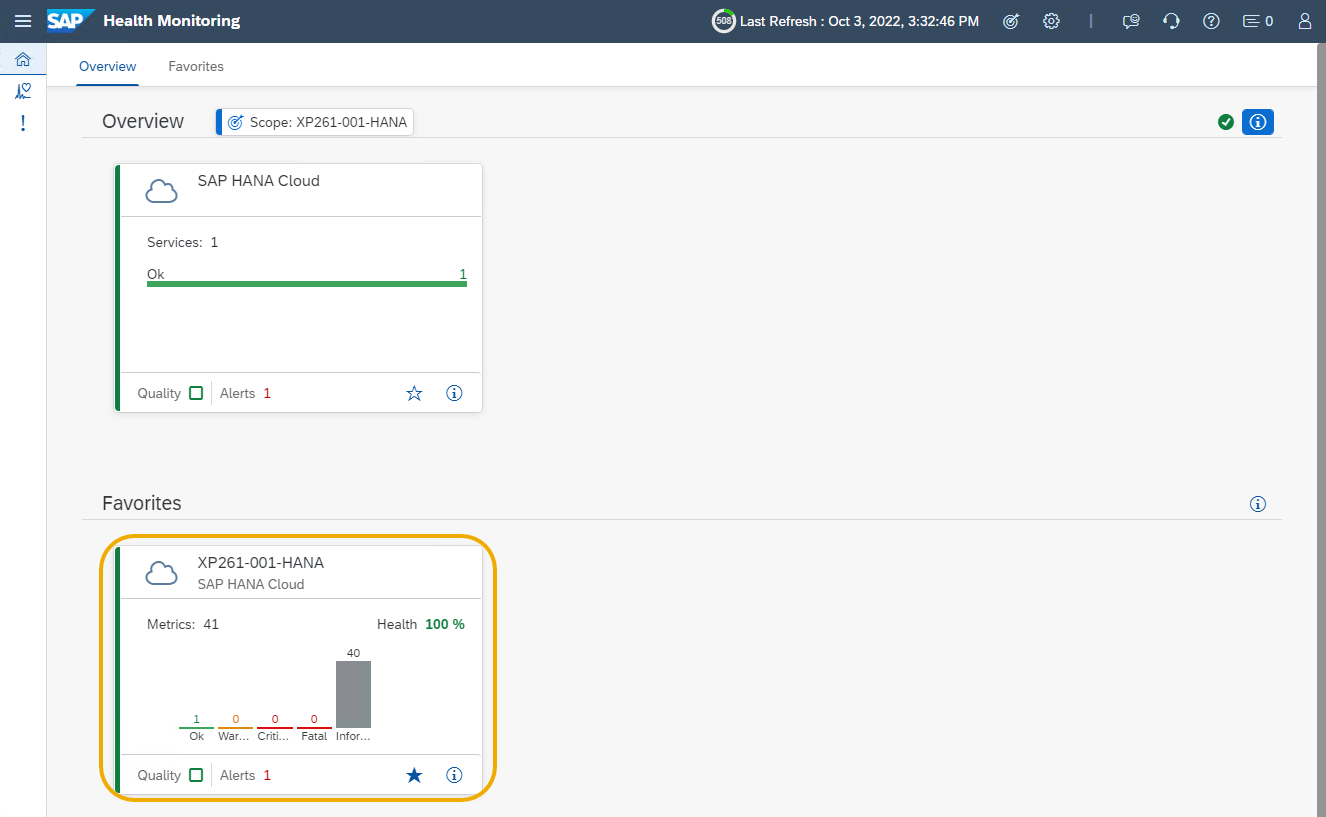 SAP Health Monitoring 508 Last Refresh : Oct 3, 2022, 3:32:46 PM 0
Overview Favorites
Overview Scope: XP261-001-HANA
SAP HANA Cloud
Services: 1
Ok 1
Quality Alerts 1
Favorites
XP261-001-HANA
SAP HANA Cloud
Metrics: 41 Health 100 %
40
1 0 0 0
Ok War... Criti... Fatal Infor...
Quality Alerts 1